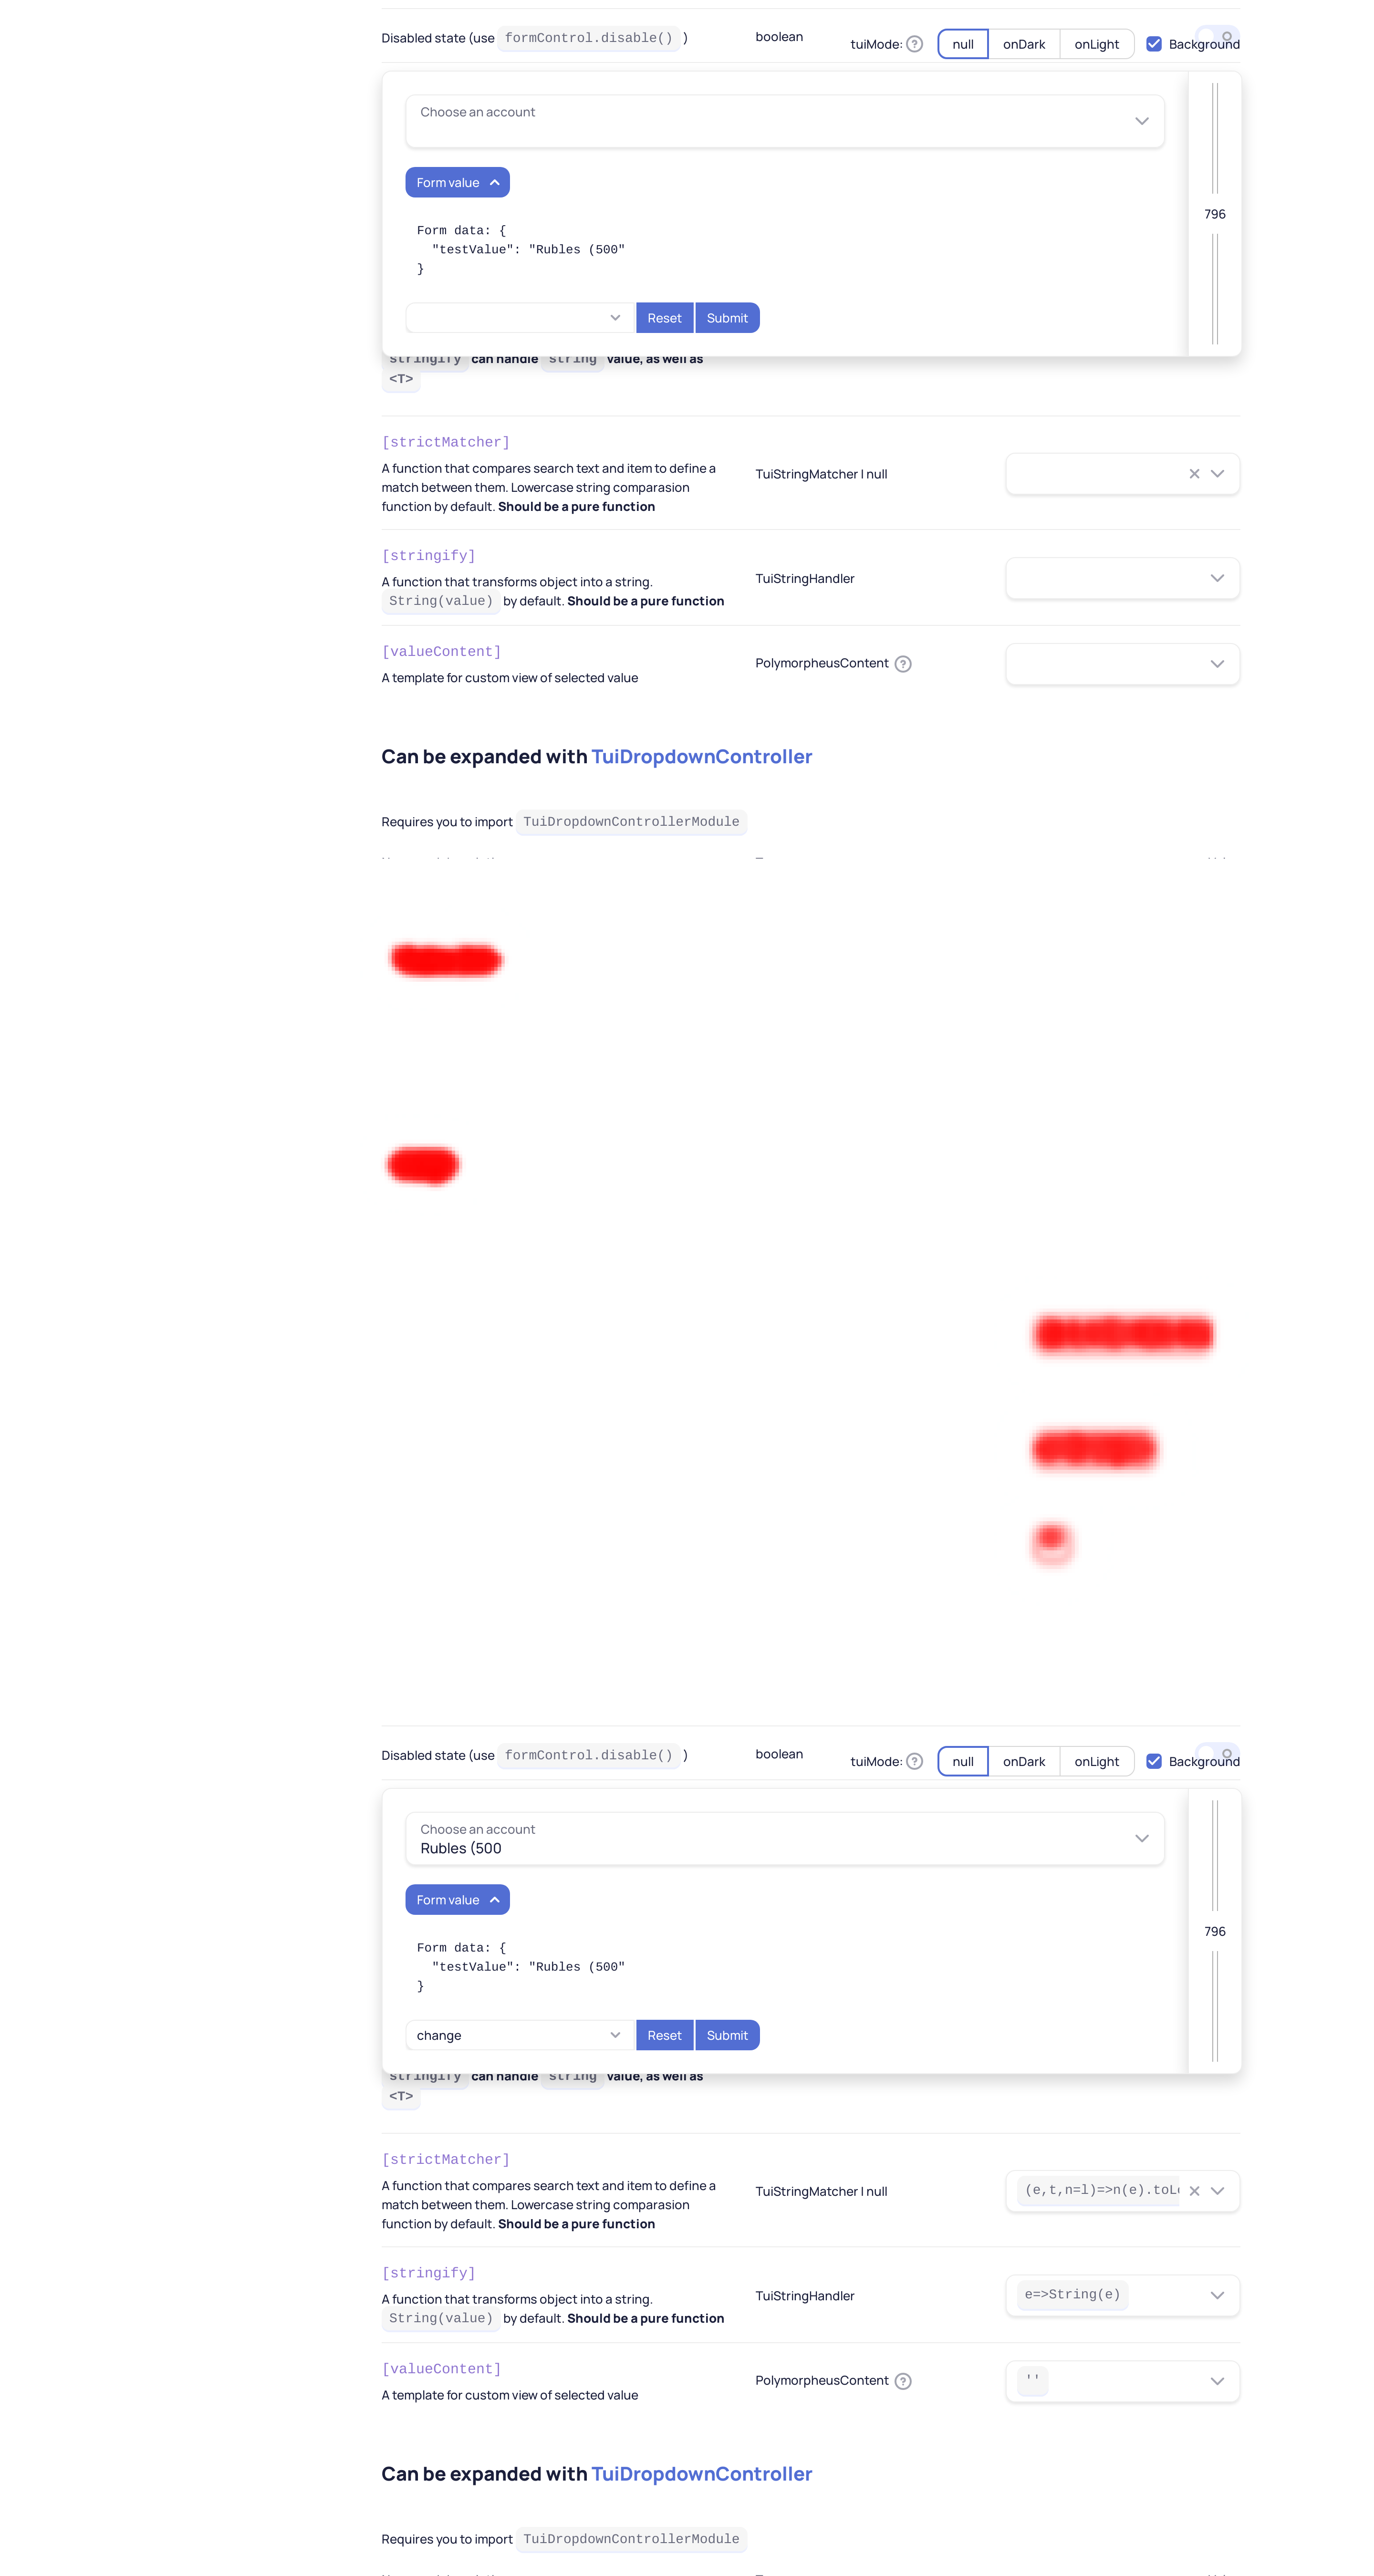 Disabled state (use formControl.disable() )
boolean
tuiMode:
null
onDark
onLight
Background
Choose an account
Form value
796
Form data: {
"testValue": "Rubles (500"
}
Reset
Submit
stringify can handle string value, as well as
<T>
[strictMatcher]
A function that compares search text and item to define a
match between them. Lowercase string comparasion
function by default. Should be a pure function
TuiStringMatcher | null
[stringify]
A function that transforms object into a string.
String(value) by default. Should be a pure function
TuiStringHandler
[valueContent]
A template for custom view of selected value
PolymorpheusContent
Can be expanded with TuiDropdownController
Requires you to import TuiDropdownControllerModule
Disabled state (use formControl.disable() )
boolean
tuiMode:
null
onDark
onLight
Background
Choose an account
Rubles (500
Form value
796
Form data: {
"testValue": "Rubles (500"
}
change
Reset
Submit
stringify can handle string value, as well as
<T>
[strictMatcher]
A function that compares search text and item to define a
match between them. Lowercase string comparasion
function by default. Should be a pure function
TuiStringMatcher | null
(e,t,n=l)=>n(e).toL
[stringify]
A function that transforms object into a string.
String(value) by default. Should be a pure function
TuiStringHandler
e=>String(e)
[valueContent]
A template for custom view of selected value
PolymorpheusContent
''
Can be expanded with TuiDropdownController
Requires you to import TuiDropdownControllerModule